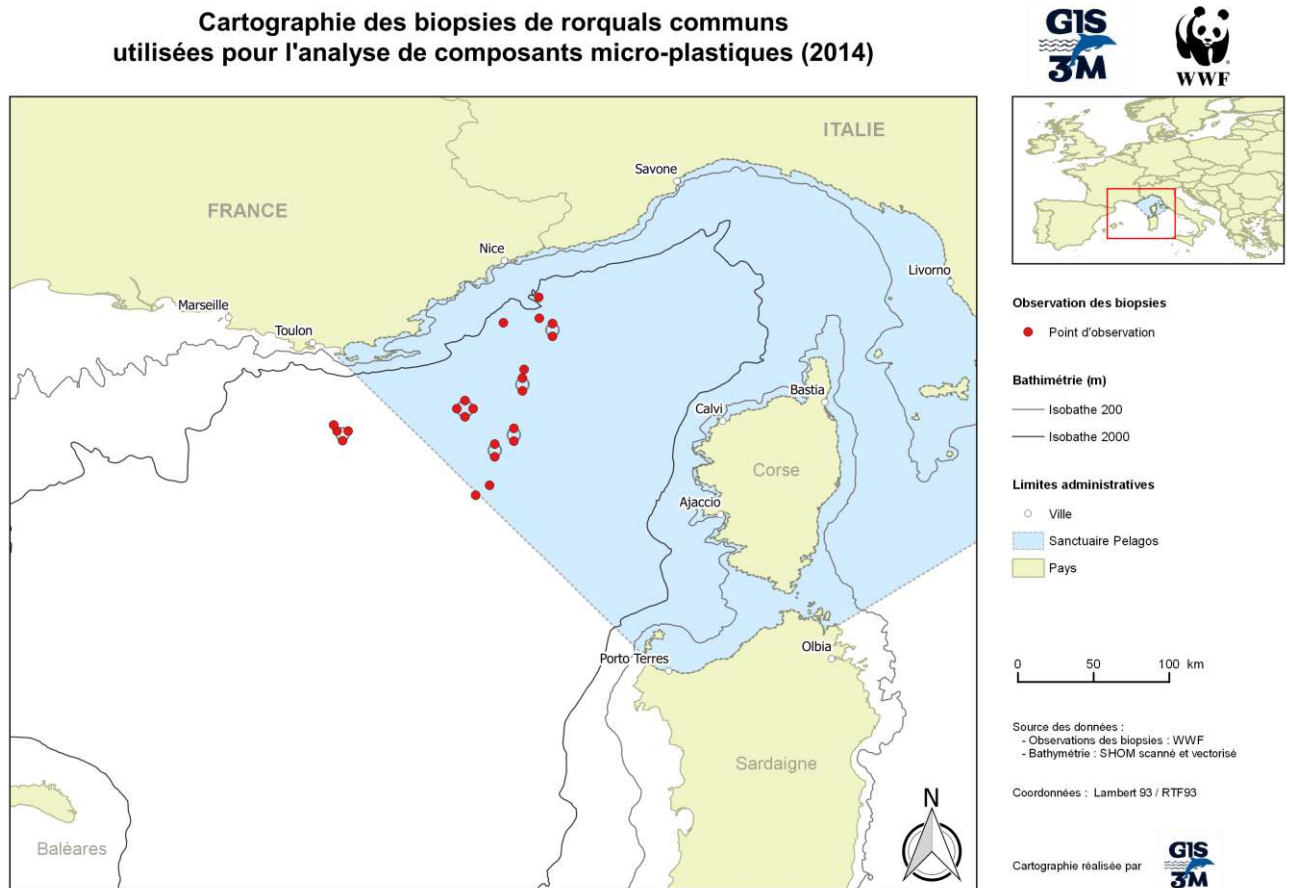 Cartographie des biopsies de rorquals communs
utilisées pour l'analyse de composants micro-plastiques (2014)
GIS
3M
WWF
ITALIE
Savone
FRANCE
Nice
Livorno
Marseille
Toulon
Bastia
Calvi
Corse
Ajaccio
Olbia
Porto Terres
Sardaigne
Baléares
N
Observation des biopsies
Point d'observation
Bathimétrie (m)
Isobathe 200
Isobathe 2000
Limites administratives
Ville
Sanctuaire Pelagos
Pays
0 50 100 km
Source des données :
- Observations des biopsies : WWF
- Bathymétrie : SHOM scanné et vectorisé
Coordonnées : Lambert 93 / RTF93
Cartographie réalisée par
GIS
3M